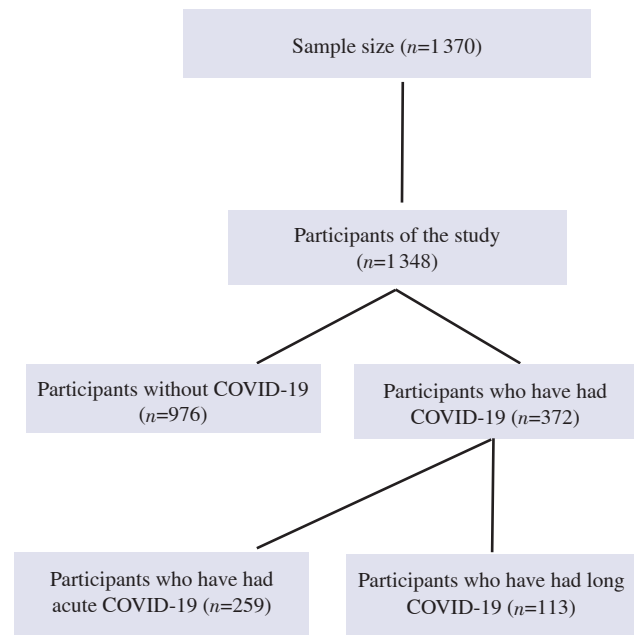 Sample size (n=1 370)
Participants of the study
(n=1 348)
Participants without COVID-19
(n=976)
Participants who have had
COVID-19 (n=372)
Participants who have had
acute COVID-19 (n=259)
Participants who have had long
COVID-19 (n=113)